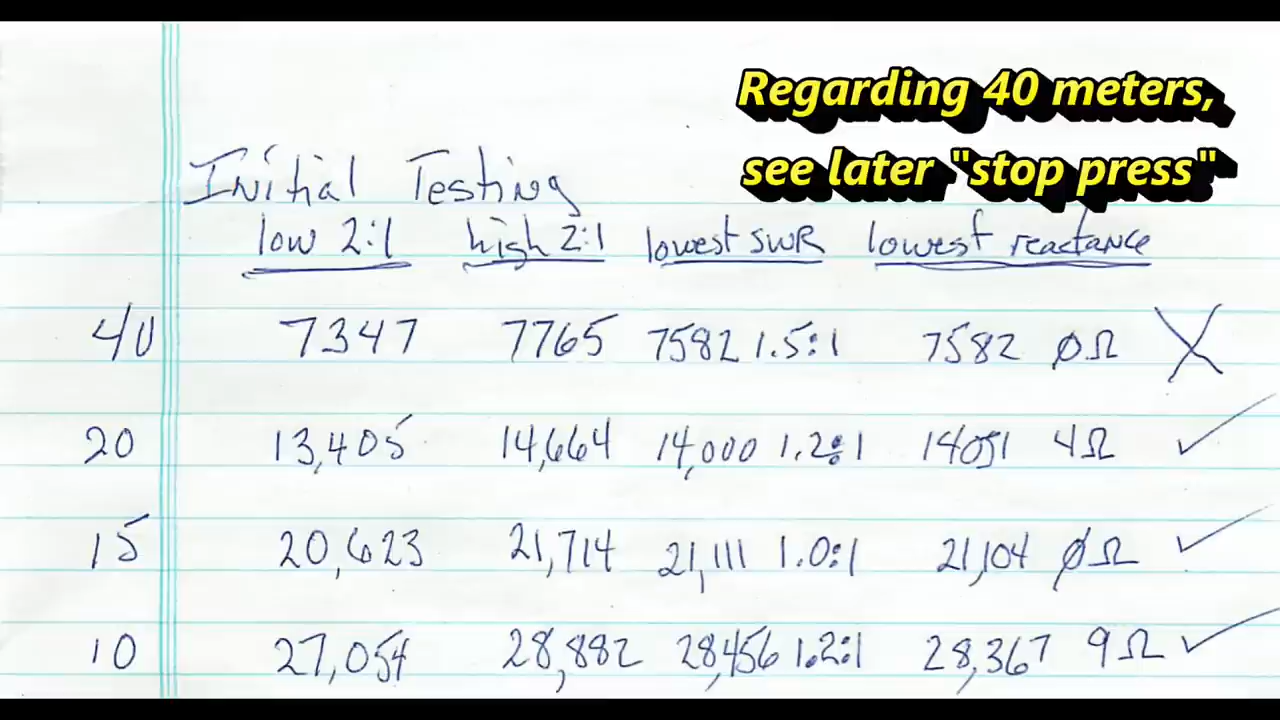 Regarding 40 meters,
see later "stop press"
Initial Testing
low 2:1 high 2:1 lowest SWR lowest reactance
40 7347 7765 7582 1.5:1 7582 0Ω X
20 13,405 14,664 14,000 1.2:1 14051 4Ω ✓
15 20,623 21,714 21,111 1.0:1 21,104 0Ω ✓
10 27,054 28,882 28,456 1.2:1 28,367 9Ω ✓